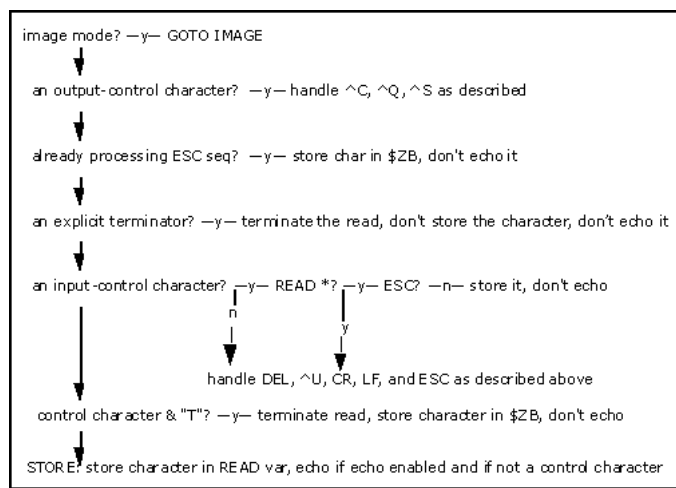 image mode? —y— GOTO IMAGE
an output-control character? —y— handle ^C, ^Q, ^S as described
already processing ESC seq? —y— store char in $ZB, don't echo it
an explicit terminator? —y— terminate the read, don't store the character, don't echo it
an input-control character? —y— READ *? —y— ESC? —n— store it, don't echo
n
y
handle DEL, ^U, CR, LF, and ESC as described above
control character & "T"? —y— terminate read, store character in $ZB, don't echo
STORE: store character in READ var, echo if echo enabled and if not a control character